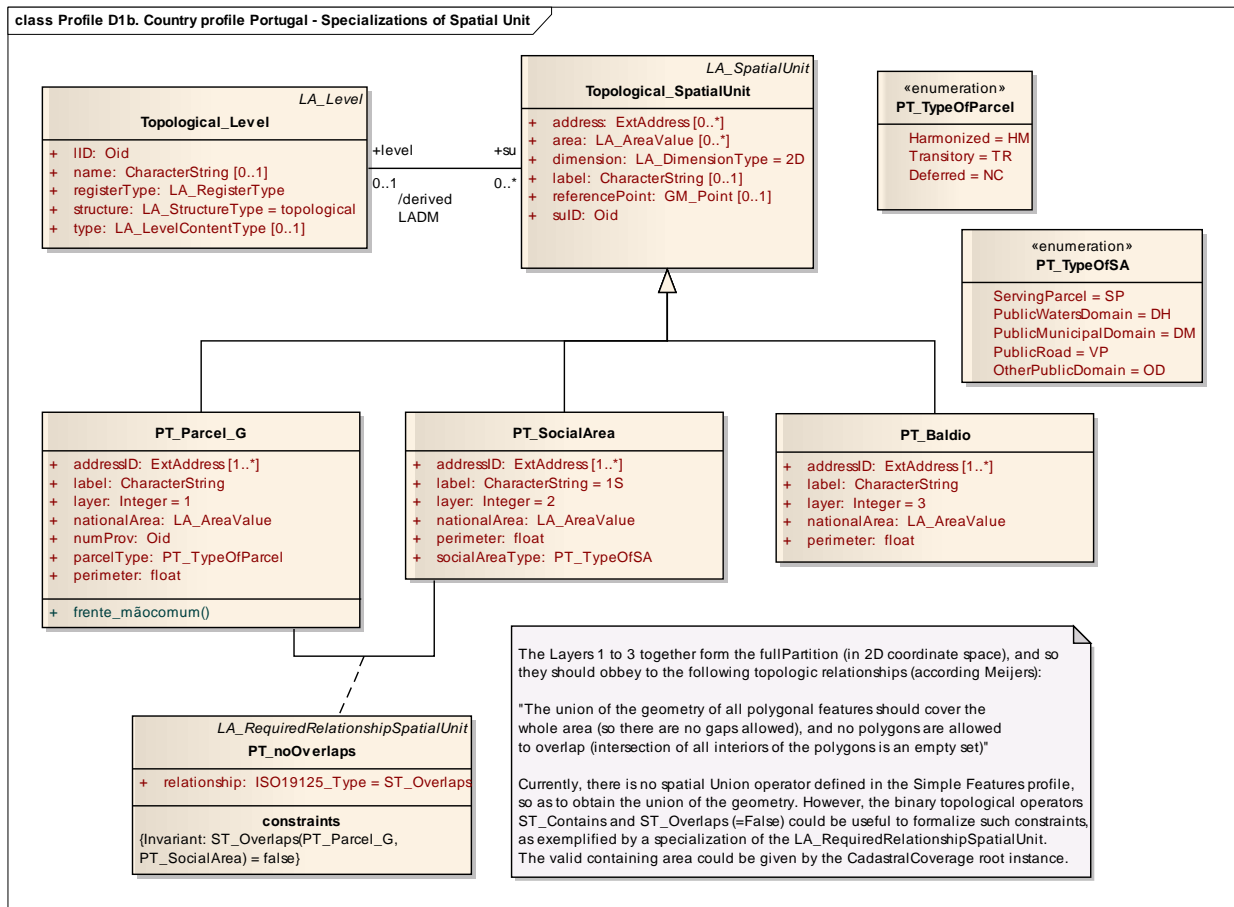 class Profile D1b. Country profile Portugal - Specializations of Spatial Unit
LA_Level
Topological_Level
+ lID: Oid
+ name: CharacterString [0..1]
+ registerType: LA_RegisterType
+ structure: LA_StructureType = topological
+ type: LA_LevelContentType [0..1]
+level
0..1
/derived
LADM
+su
0..*
LA_SpatialUnit
Topological_SpatialUnit
+ address: ExtAddress [0..*]
+ area: LA_AreaValue [0..*]
+ dimension: LA_DimensionType = 2D
+ label: CharacterString [0..1]
+ referencePoint: GM_Point [0..1]
+ suID: Oid
«enumeration»
PT_TypeOfParcel
Harmonized = HM
Transitory = TR
Deferred = NC
«enumeration»
PT_TypeOfSA
ServingParcel = SP
PublicWatersDomain = DH
PublicMunicipalDomain = DM
PublicRoad = VP
OtherPublicDomain = OD
PT_Parcel_G
+ addressID: ExtAddress [1..*]
+ label: CharacterString
+ layer: Integer = 1
+ nationalArea: LA_AreaValue
+ numProv: Oid
+ parcelType: PT_TypeOfParcel
+ perimeter: float
+ frente_mãocomum()
PT_SocialArea
+ addressID: ExtAddress [1..*]
+ label: CharacterString = 1S
+ layer: Integer = 2
+ nationalArea: LA_AreaValue
+ perimeter: float
+ socialAreaType: PT_TypeOfSA
PT_Baldio
+ addressID: ExtAddress [1..*]
+ label: CharacterString
+ layer: Integer = 3
+ nationalArea: LA_AreaValue
+ perimeter: float
LA_RequiredRelationshipSpatialUnit
PT_noOverlaps
+ relationship: ISO19125_Type = ST_Overlaps
constraints
{Invariant: ST_Overlaps(PT_Parcel_G,
PT_SocialArea) = false}
The Layers 1 to 3 together form the fullPartition (in 2D coordinate space), and so
they should obbey to the following topologic relationships (according Meijers):
"The union of the geometry of all polygonal features should cover the
whole area (so there are no gaps allowed), and no polygons are allowed
to overlap (intersection of all interiors of the polygons is an empty set)"
Currently, there is no spatial Union operator defined in the Simple Features profile,
so as to obtain the union of the geometry. However, the binary topological operators
ST_Contains and ST_Overlaps (=False) could be useful to formalize such constraints,
as exemplified by a specialization of the LA_RequiredRelationshipSpatialUnit.
The valid containing area could be given by the CadastralCoverage root instance.